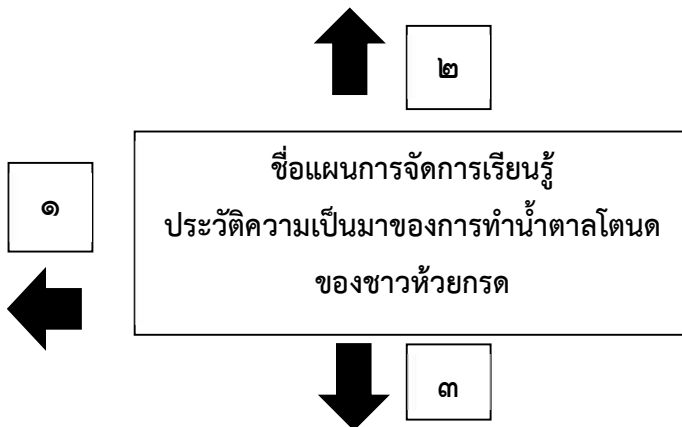 ๒
ชื่อแผนการจัดการเรียนรู้
๑
ประวัติความเป็นมาของการทำน้ำตาลโตนด
ของชาวห้วยกรด
๓